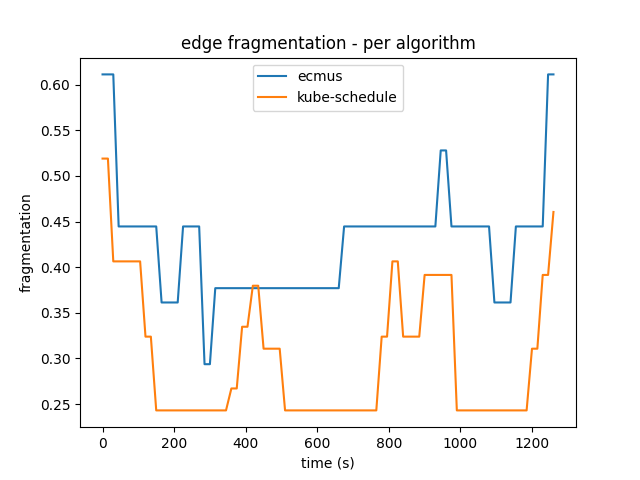 edge fragmentation - per algorithm
ecmus
kube-schedule
fragmentation
0.60
0.55
0.50
0.45
0.40
0.35
0.30
0.25
0 200 400 600 800 1000 1200
time (s)